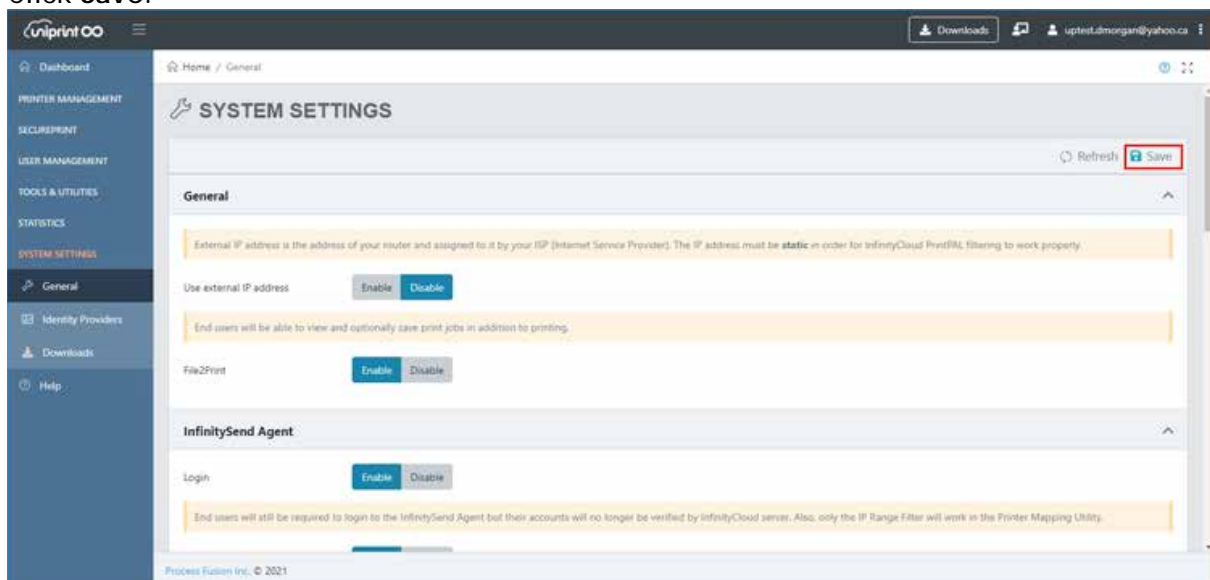 click Save.
uniprint
Downloads
uptest.dmorgan@yahoo.ca
Dashboard
Home / General
PRINTER MANAGEMENT
SYSTEM SETTINGS
SECUREPRINT
USER MANAGEMENT
Refresh
Save
TOOLS & UTILITIES
General
STATISTICS
External IP address is the address of your router and assigned to it by your ISP (Internet Service Provider). The IP address must be static in order for InfinityCloud PrintPAL filtering to work properly.
SYSTEM SETTINGS
General
Use external IP address
Enable
Disable
Identity Providers
End users will be able to view and optionally save print jobs in addition to printing.
Downloads
File2Print
Enable
Disable
Help
InfinitySend Agent
Login
Enable
Disable
End users will still be required to login to the InfinitySend Agent but their accounts will no longer be verified by InfinityCloud server. Also, only the IP Range Filter will work in the Printer Mapping Utility.
Process Fusion Inc. © 2021